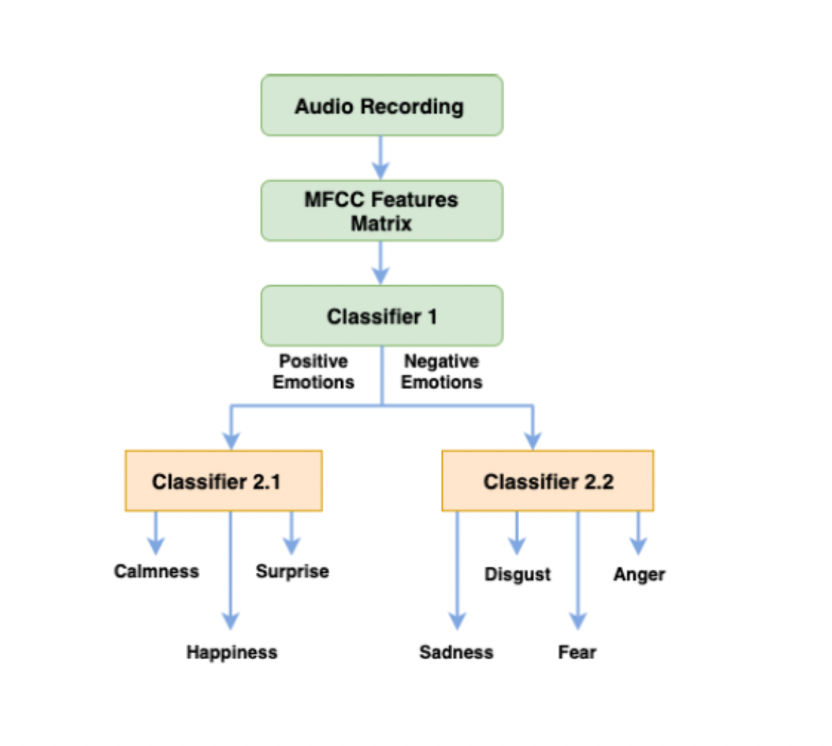 Audio Recording
MFCC Features
Matrix
Classifier 1
Positive
Emotions
Negative
Emotions
Classifier 2.1
Classifier 2.2
Calmness
Surprise
Disgust
Anger
Happiness
Sadness
Fear